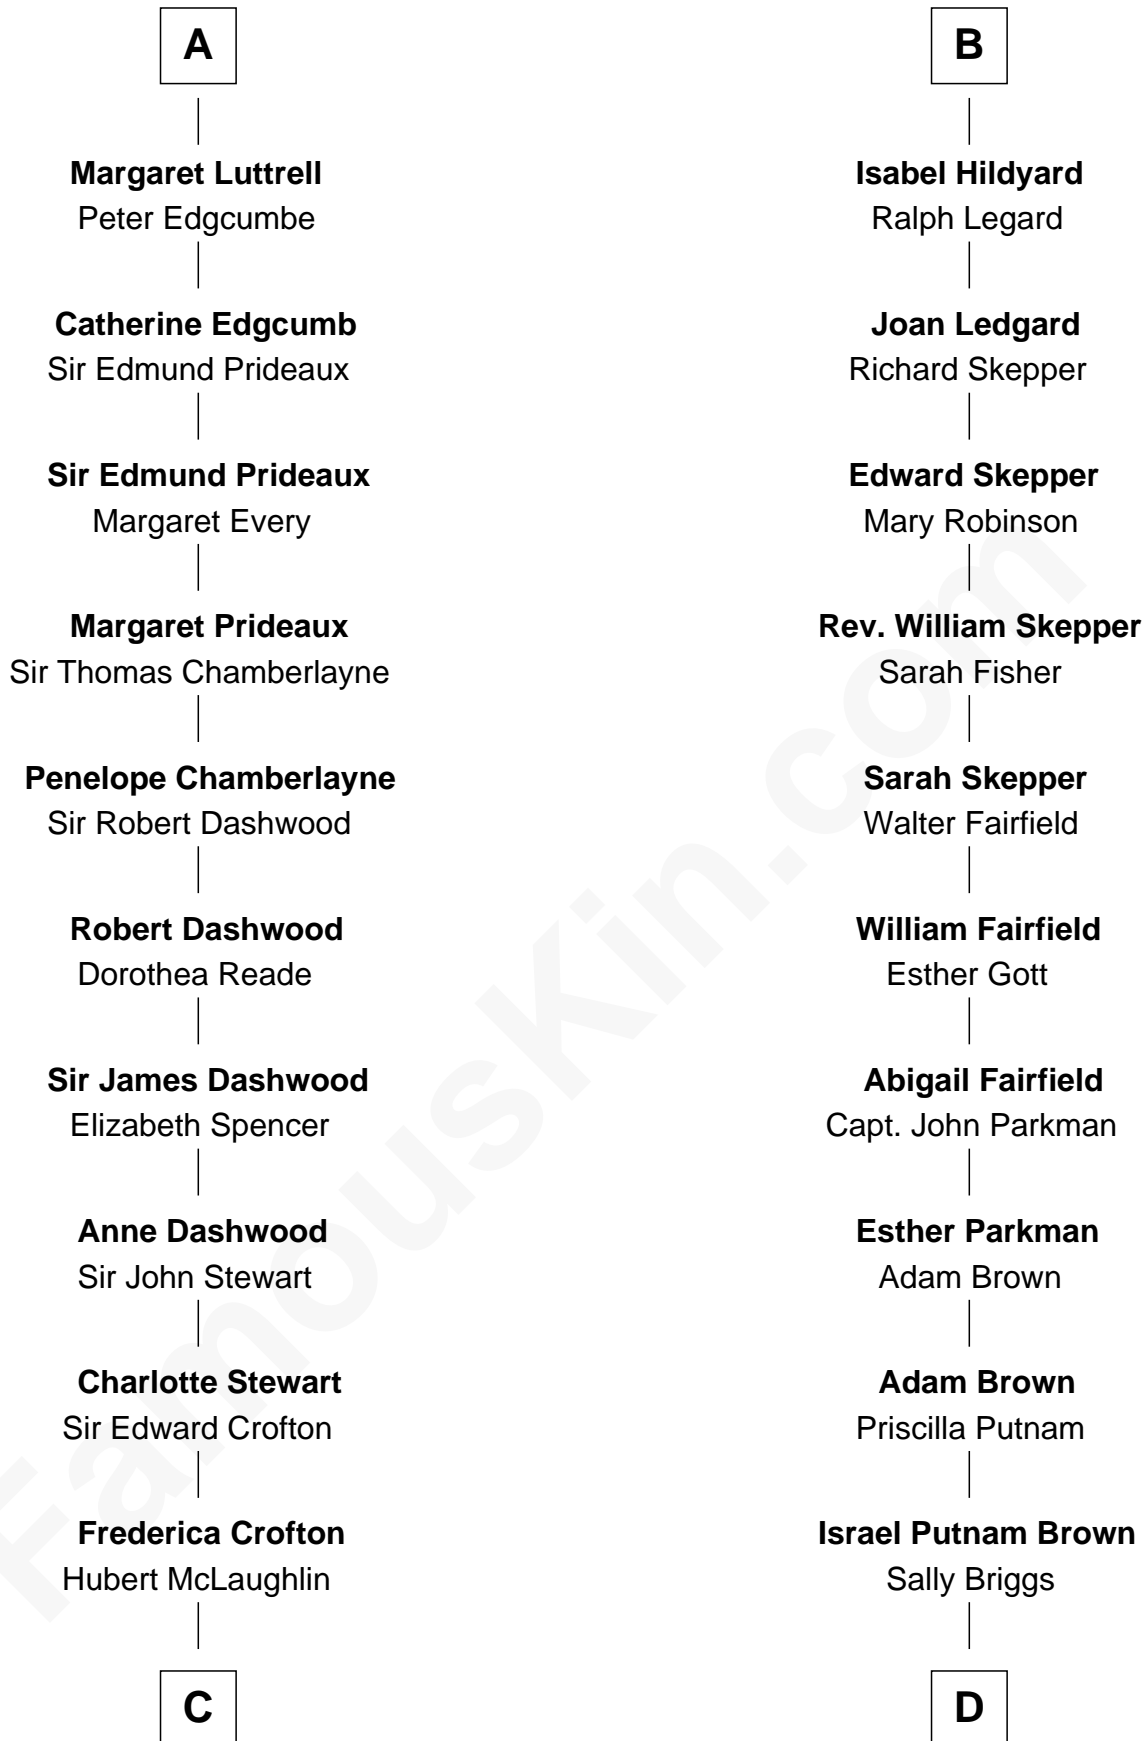 A
Margaret Luttrell
Peter Edgcumbe
Catherine Edgcumb
Sir Edmund Prideaux
Sir Edmund Prideaux
Margaret Every
Margaret Prideaux
Sir Thomas Chamberlayne
Penelope Chamberlayne
Sir Robert Dashwood
Robert Dashwood
Dorothea Reade
Sir James Dashwood
Elizabeth Spencer
Anne Dashwood
Sir John Stewart
Charlotte Stewart
Sir Edward Crofton
Frederica Crofton
Hubert McLaughlin
C
B
Isabel Hildyard
Ralph Legard
Joan Ledgard
Richard Skepper
Edward Skepper
Mary Robinson
Rev. William Skepper
Sarah Fisher
Sarah Skepper
Walter Fairfield
William Fairfield
Esther Gott
Abigail Fairfield
Capt. John Parkman
Esther Parkman
Adam Brown
Adam Brown
Priscilla Putnam
Israel Putnam Brown
Sally Briggs
D
FamousKin.com